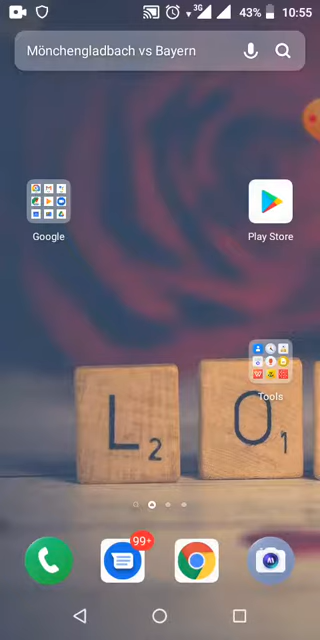 3G 43% 10:55
Mönchengladbach vs Bayern
Google
Play Store
Tools
L2 O1
99+